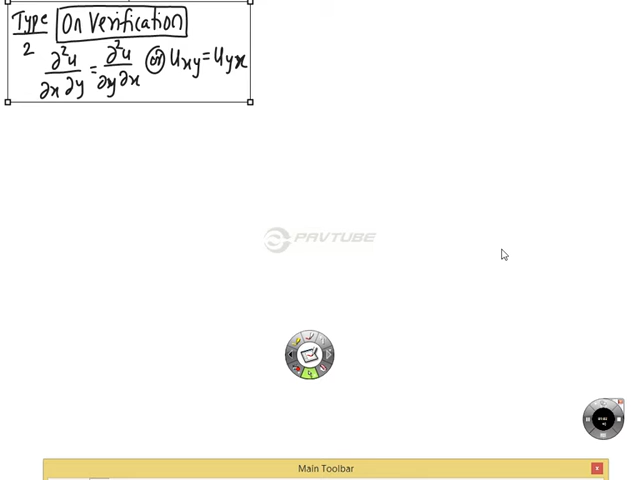 Type On Verification
2 ∂²u/∂x∂y = ∂²u/∂y∂x or Uxy = Uyx
PAVTUBE
Main Toolbar